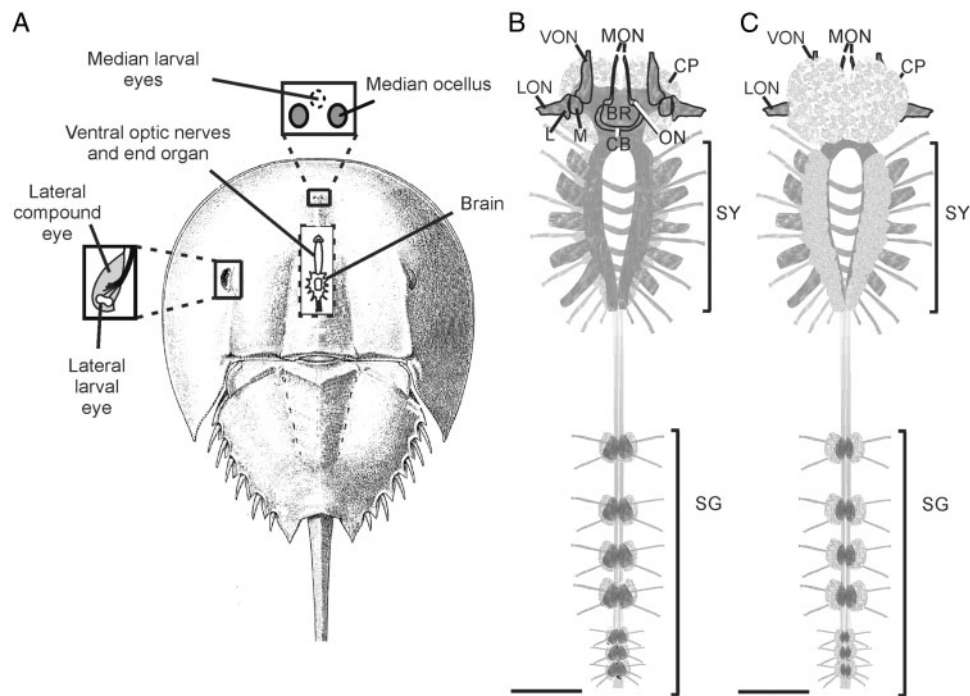 A
Median larval
eyes
Median ocellus
Ventral optic nerves
and end organ
Brain
Lateral
compound
eye
Lateral
larval
eye
B
MON
VON
CP
LON
L
M
BR
ON
CB
SY
SG
C
MON
VON
CP
LON
SY
SG